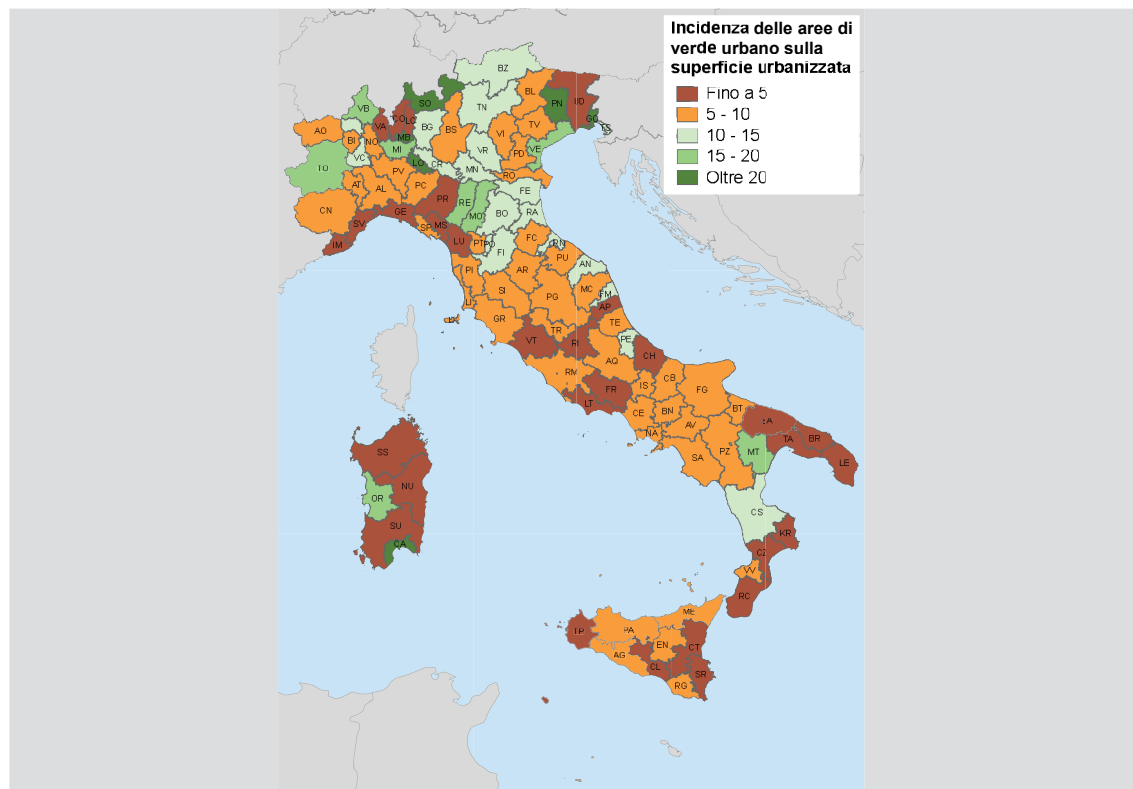 Incidenza delle aree di
verde urbano sulla
superficie urbanizzata
Fino a 5
5 - 10
10 - 15
15 - 20
Oltre 20
BZ
SO
BL
UD
PN
TN
VB
VA
CO
LC
BG
BS
TV
GO
TS
AO
BI
NO
MB
MI
VI
VR
PD
VE
VC
LO
CR
MN
TO
PV
RO
AT
AL
PC
FE
PR
RE
MO
BO
RA
CN
GE
SV
SP
MS
IM
LU
PT
PO
FI
FC
RN
PU
AN
PI
AR
MC
FM
LI
SI
PG
AP
GR
TR
TE
LI
VT
RI
PE
CH
AQ
RM
FR
IS
CB
FG
LT
CE
BN
BT
BA
NA
AV
TA
BR
SA
PZ
MT
LE
SS
NU
OR
SU
CA
CS
KR
CZ
VV
RC
ME
TP
PA
EN
CT
AG
CL
SR
RG